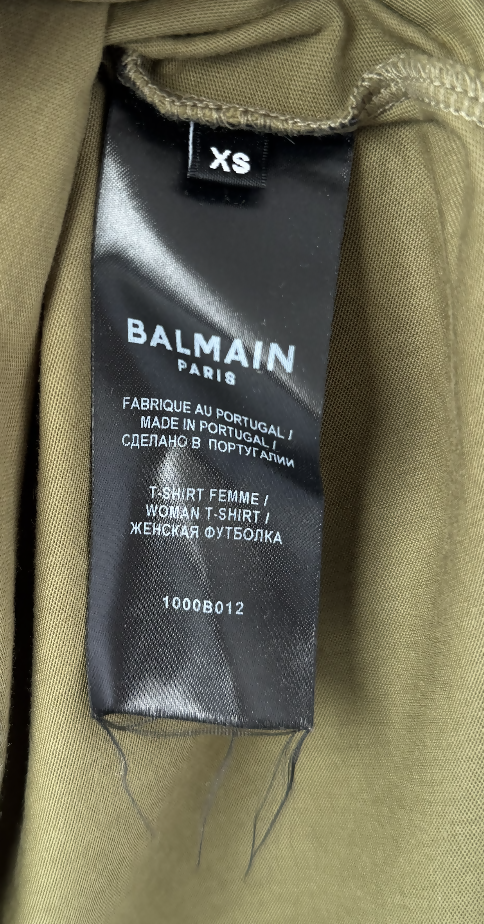 XS
BALMAIN
PARIS
FABRIQUE AU PORTUGAL /
MADE IN PORTUGAL /
СДЕЛАНО В ПОРТУГАЛИИ
T-SHIRT FEMME /
WOMAN T-SHIRT /
ЖЕНСКАЯ ФУТБОЛКА
1000B012